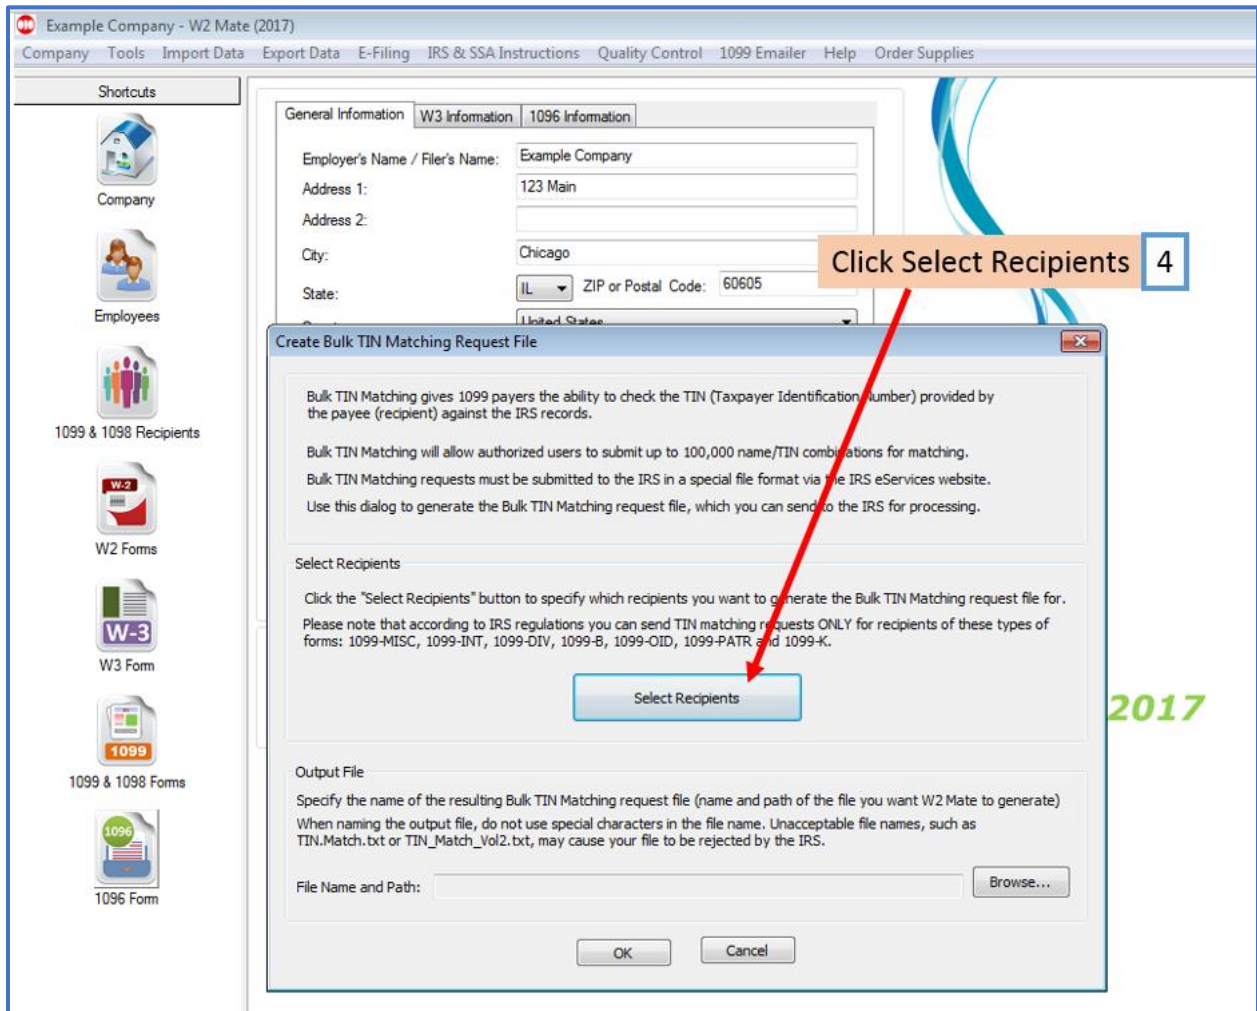 Example Company - W2 Mate (2017)
Company Tools Import Data Export Data E-Filing IRS & SSA Instructions Quality Control 1099 Emailer Help Order Supplies
Shortcuts
Company
Employees
1099 & 1098 Recipients
W-2
W2 Forms
W-3
W3 Form
1099
1099 & 1098 Forms
1096
1096 Form
General Information W3 Information 1096 Information
Employer's Name / Filer's Name: Example Company
Address 1: 123 Main
Address 2:
City: Chicago
State: IL ZIP or Postal Code: 60605
United States
Click Select Recipients 4
2017
Create Bulk TIN Matching Request File
Bulk TIN Matching gives 1099 payers the ability to check the TIN (Taxpayer Identification Number) provided by
the payee (recipient) against the IRS records.
Bulk TIN Matching will allow authorized users to submit up to 100,000 name/TIN combinations for matching.
Bulk TIN Matching requests must be submitted to the IRS in a special file format via the IRS eServices website.
Use this dialog to generate the Bulk TIN Matching request file, which you can send to the IRS for processing.
Select Recipients
Click the "Select Recipients" button to specify which recipients you want to generate the Bulk TIN Matching request file for.
Please note that according to IRS regulations you can send TIN matching requests ONLY for recipients of these types of
forms: 1099-MISC, 1099-INT, 1099-DIV, 1099-B, 1099-OID, 1099-PATR and 1099-K.
Select Recipients
Output File
Specify the name of the resulting Bulk TIN Matching request file (name and path of the file you want W2 Mate to generate)
When naming the output file, do not use special characters in the file name. Unacceptable file names, such as
TIN.Match.txt or TIN_Match_Vol2.txt, may cause your file to be rejected by the IRS.
File Name and Path: Browse...
OK Cancel